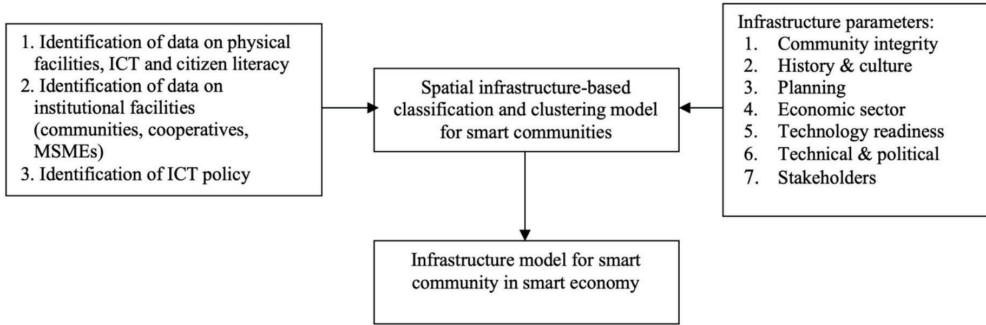 1. Identification of data on physical
facilities, ICT and citizen literacy
2. Identification of data on
institutional facilities
(communities, cooperatives,
MSMEs)
3. Identification of ICT policy
Spatial infrastructure-based
classification and clustering model
for smart communities
Infrastructure parameters:
1. Community integrity
2. History & culture
3. Planning
4. Economic sector
5. Technology readiness
6. Technical & political
7. Stakeholders
Infrastructure model for smart
community in smart economy